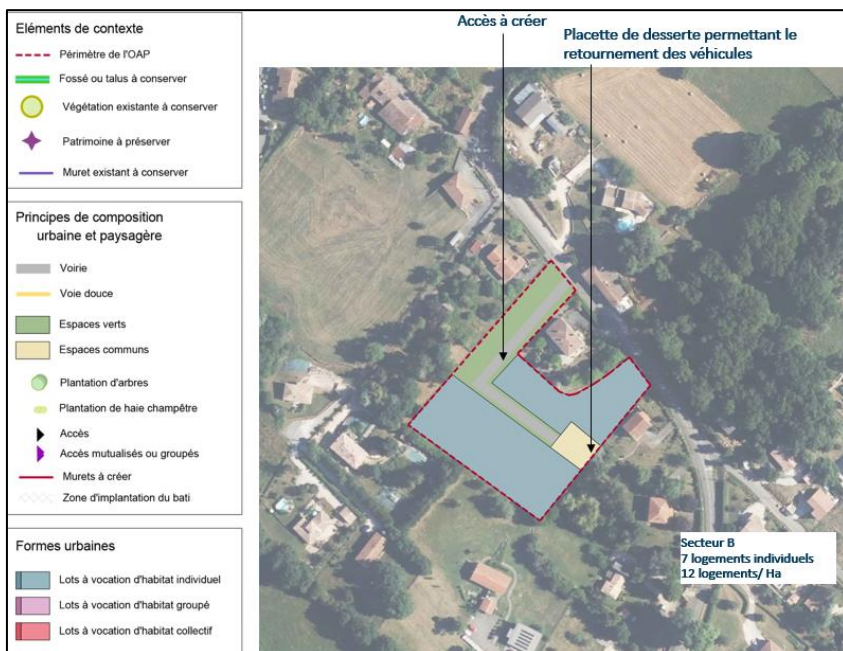 Eléments de contexte
Périmètre de l'OAP
Fossé ou talus à conserver
Végétation existante à conserver
Patrimoine à préserver
Muret existant à conserver
Principes de composition
urbaine et paysagère
Voirie
Voie douce
Espaces verts
Espaces communs
Plantation d'arbres
Plantation de haie champêtre
Accès
Accès mutualisés ou groupés
Murets à créer
Zone d'implantation du bati
Formes urbaines
Lots à vocation d'habitat individuel
Lots à vocation d'habitat groupé
Lots à vocation d'habitat collectif
Accès à créer
Placette de desserte permettant le
retournement des véhicules
Secteur B
7 logements individuels
12 logements/ Ha